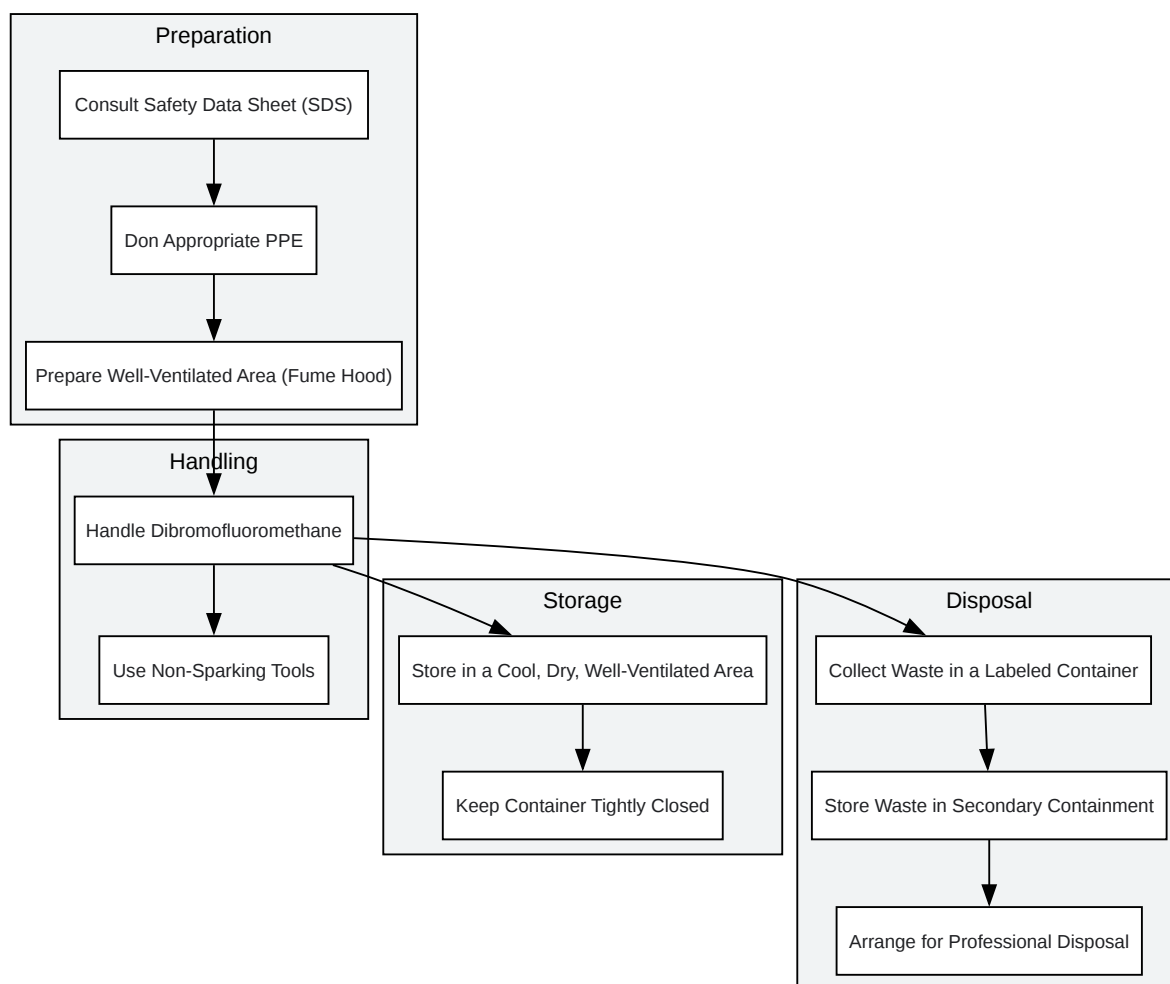 Preparation
Consult Safety Data Sheet (SDS)
Don Appropriate PPE
Prepare Well-Ventilated Area (Fume Hood)
Handling
Handle Dibromofluoromethane
Use Non-Sparking Tools
Storage
Store in a Cool, Dry, Well-Ventilated Area
Keep Container Tightly Closed
Disposal
Collect Waste in a Labeled Container
Store Waste in Secondary Containment
Arrange for Professional Disposal